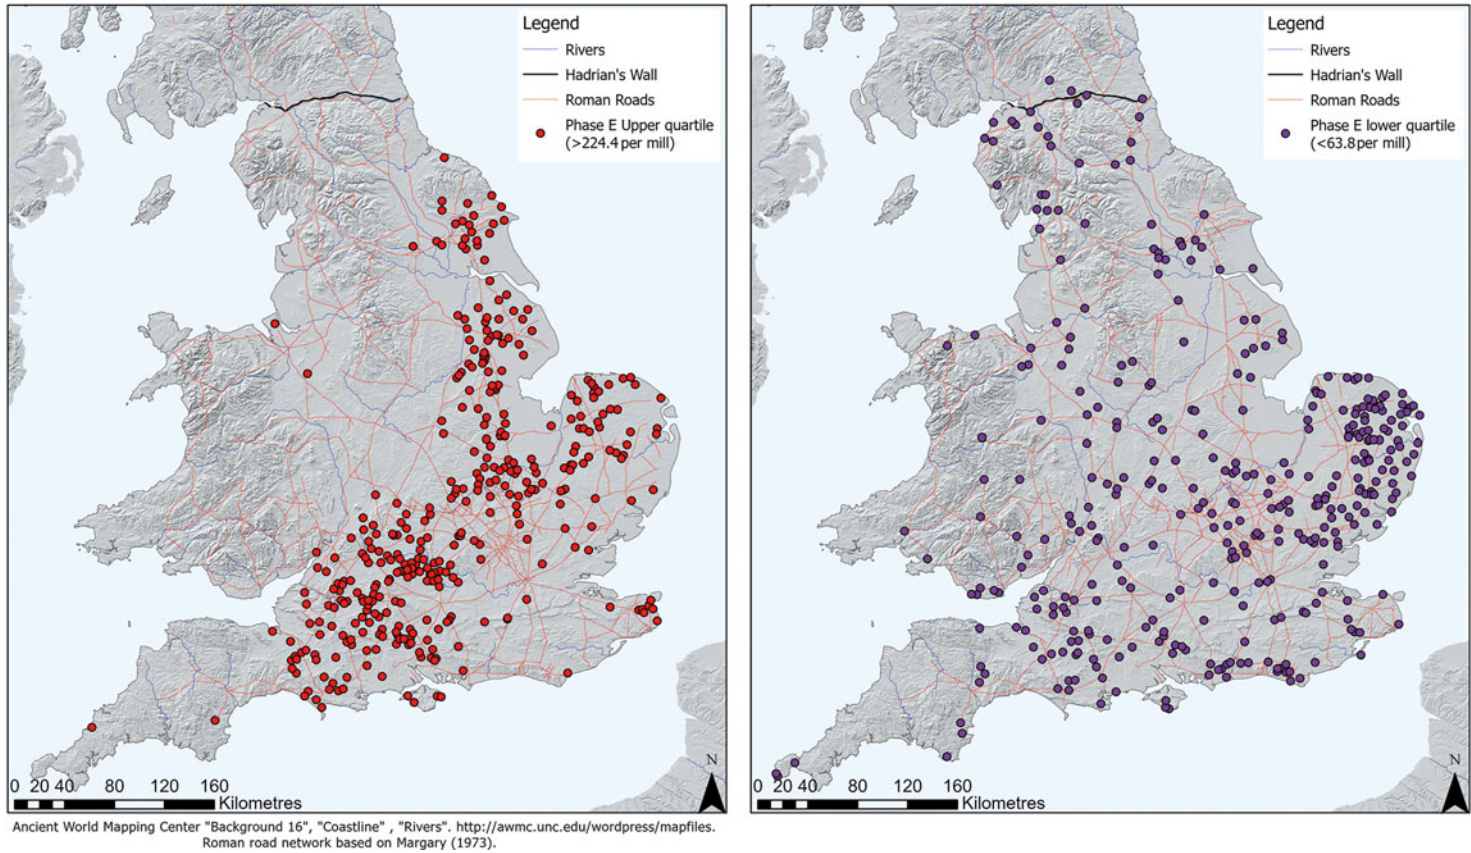 Legend
Rivers
Hadrian's Wall
Roman Roads
Phase E Upper quartile
(>224.4 per mill)
N
0 20 40 80 120 160
Kilometres
Legend
Rivers
Hadrian's Wall
Roman Roads
Phase E lower quartile
(<63.8 per mill)
N
0 20 40 80 120 160
Kilometres
Ancient World Mapping Center "Background 16", "Coastline" , "Rivers". http://awmc.unc.edu/wordpress/mapfiles.
Roman road network based on Margary (1973).